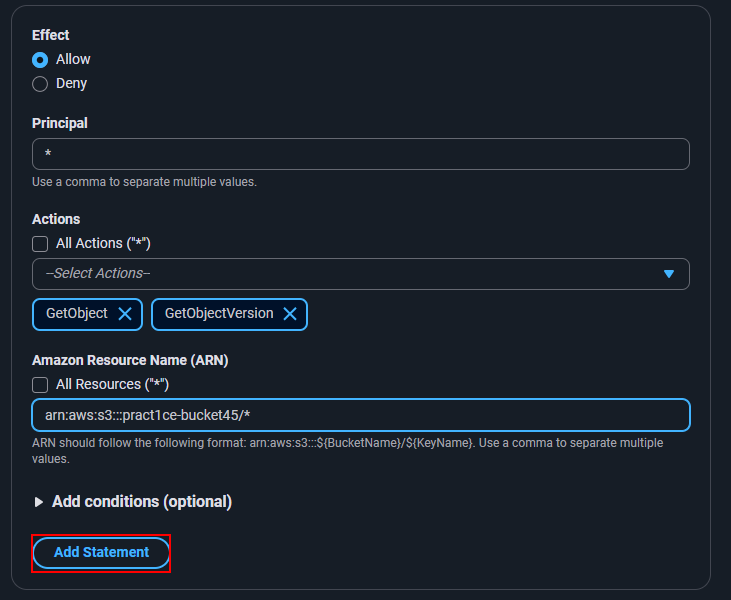 Effect
Allow
Deny
Principal
*
Use a comma to separate multiple values.
Actions
All Actions ("*")
--Select Actions--
GetObject
GetObjectVersion
Amazon Resource Name (ARN)
All Resources ("*")
arn:aws:s3:::pract1ce-bucket45/*
ARN should follow the following format: arn:aws:s3:::${BucketName}/${KeyName}. Use a comma to separate multiple
values.
Add conditions (optional)
Add Statement